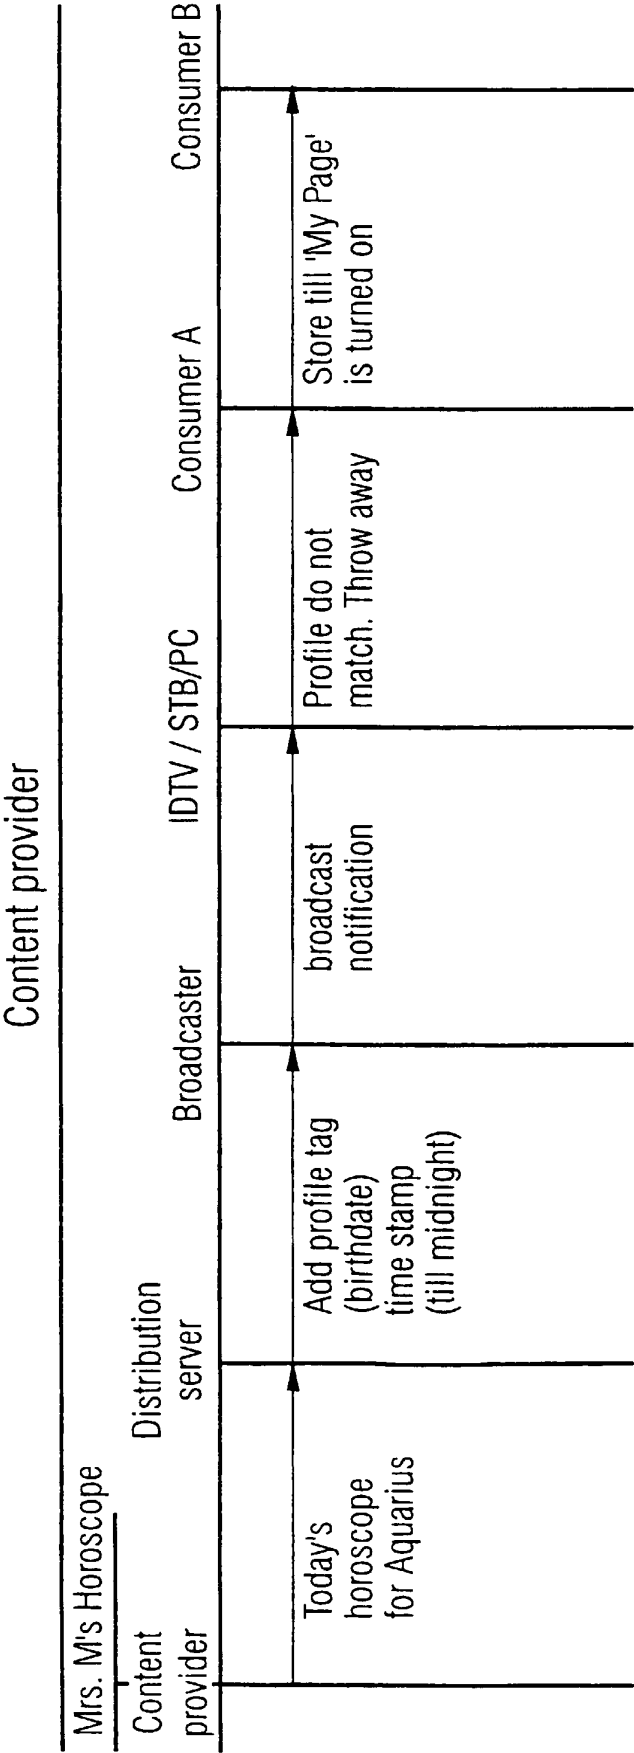 Content provider
Mrs. M's Horoscope
Content
provider
Distribution
server
Broadcaster
IDTV / STB/PC
Consumer A
Consumer B
Today's
horoscope
for Aquarius
Add profile tag
(birthdate)
time stamp
(till midnight)
broadcast
notification
Profile do not
match. Throw away
Store till 'My Page'
is turned on